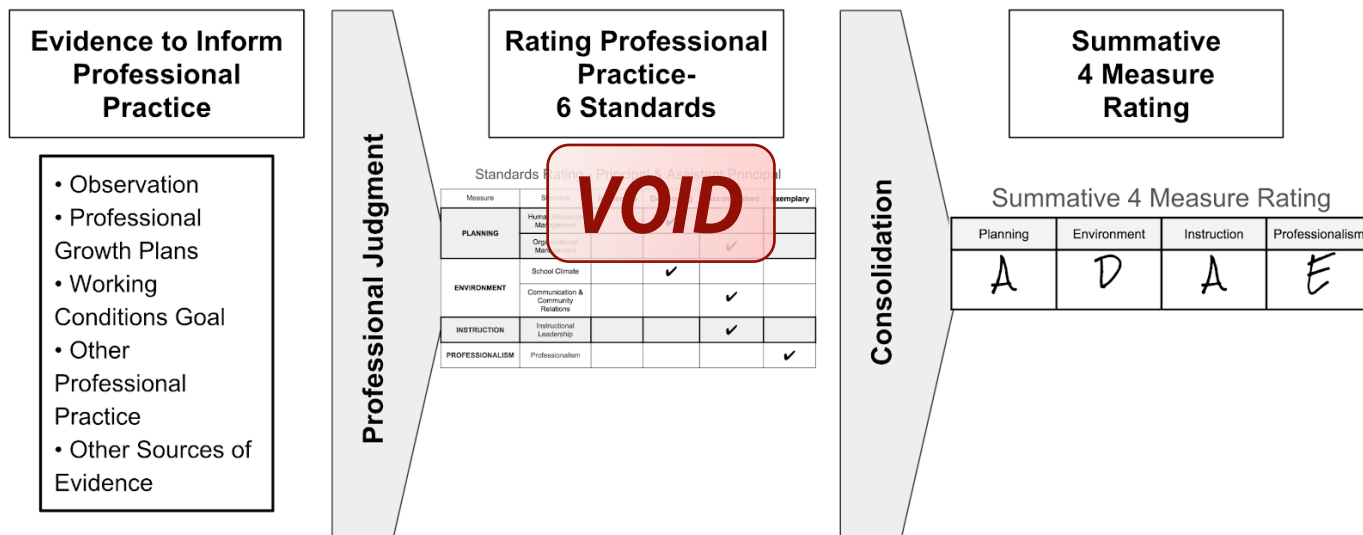 Evidence to Inform
Professional
Practice
• Observation
• Professional
Growth Plans
• Working
Conditions Goal
• Other
Professional
Practice
• Other Sources of
Evidence
Professional Judgment
Rating Professional
Practice-
6 Standards
Standards Rating - Principal & Assistant Principal
Measure Exemplary
VOID
PLANNING
Human Resource
Management
✓
Organizational
Management
✓
ENVIRONMENT
School Climate
✓
Communication &
Community
Relations
✓
INSTRUCTION
Instructional
Leadership
✓
PROFESSIONALISM
Professionalism
✓
Consolidation
Summative
4 Measure
Rating
Summative 4 Measure Rating
Planning Environment Instruction Professionalism
A D A E